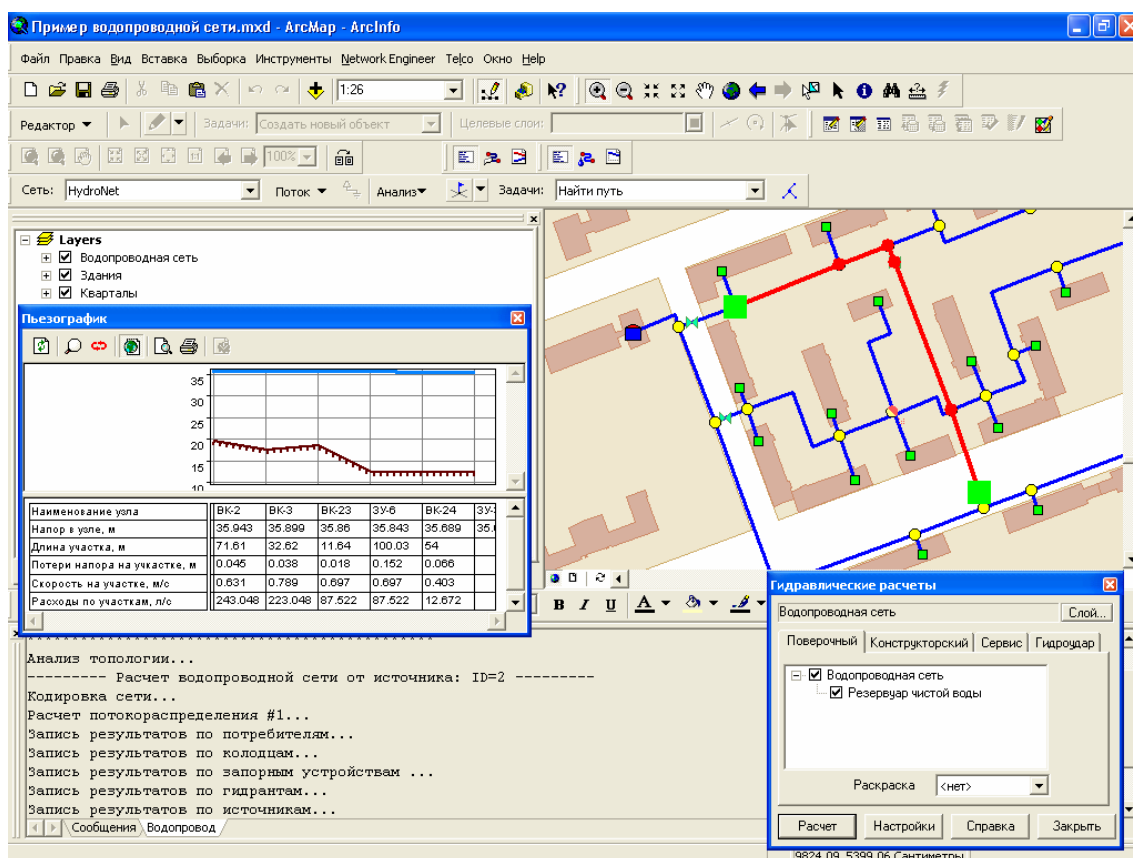 Пример водопроводной сети.mxd - ArcMap - ArcInfo
Файл Правка Вид Вставка Выборка Инструменты Network Engineer Telco Окно Help
1:26
Редактор Задачи: Создать новый объект Целевые слои:
100%
Сеть: HydroNet Поток Анализ Задачи: Найти путь
Layers
Водопроводная сеть
Здания
Кварталы
Пьезографик
35
30
25
20
15
10
Наименование узла ВК-2 ВК-3 ВК-23 ЗУ-6 ВК-24
Напор в узле, м 35.943 35.899 35.86 35.843 35.689
Длина участка, м 71.61 32.62 11.64 100.03 54
Потери напора на учкастке, м 0.045 0.038 0.018 0.152 0.066
Скорость на участке, м/с 0.631 0.789 0.697 0.697 0.403
Расходы по участкам, л/с 243.048 223.048 87.522 87.522 12.672
B I U A
Анализ топологии...
--------- Расчет водопроводной сети от источника: ID=2 ---------
Кодировка сети...
Расчет потокораспределения #1...
Запись результатов по потребителям...
Запись результатов по колодцам...
Запись результатов по запорным устройствам ...
Запись результатов по гидрантам...
Запись результатов по источникам...
Сообщения Водопровод
Гидравлические расчеты
Водопроводная сеть Слой...
Поверочный Конструкторский Сервис Гидроудар
Водопроводная сеть
Резервуар чистой воды
Раскраска <нет>
Расчет Настройки Справка Закрыть
9824,09 5399,06 Сантиметры